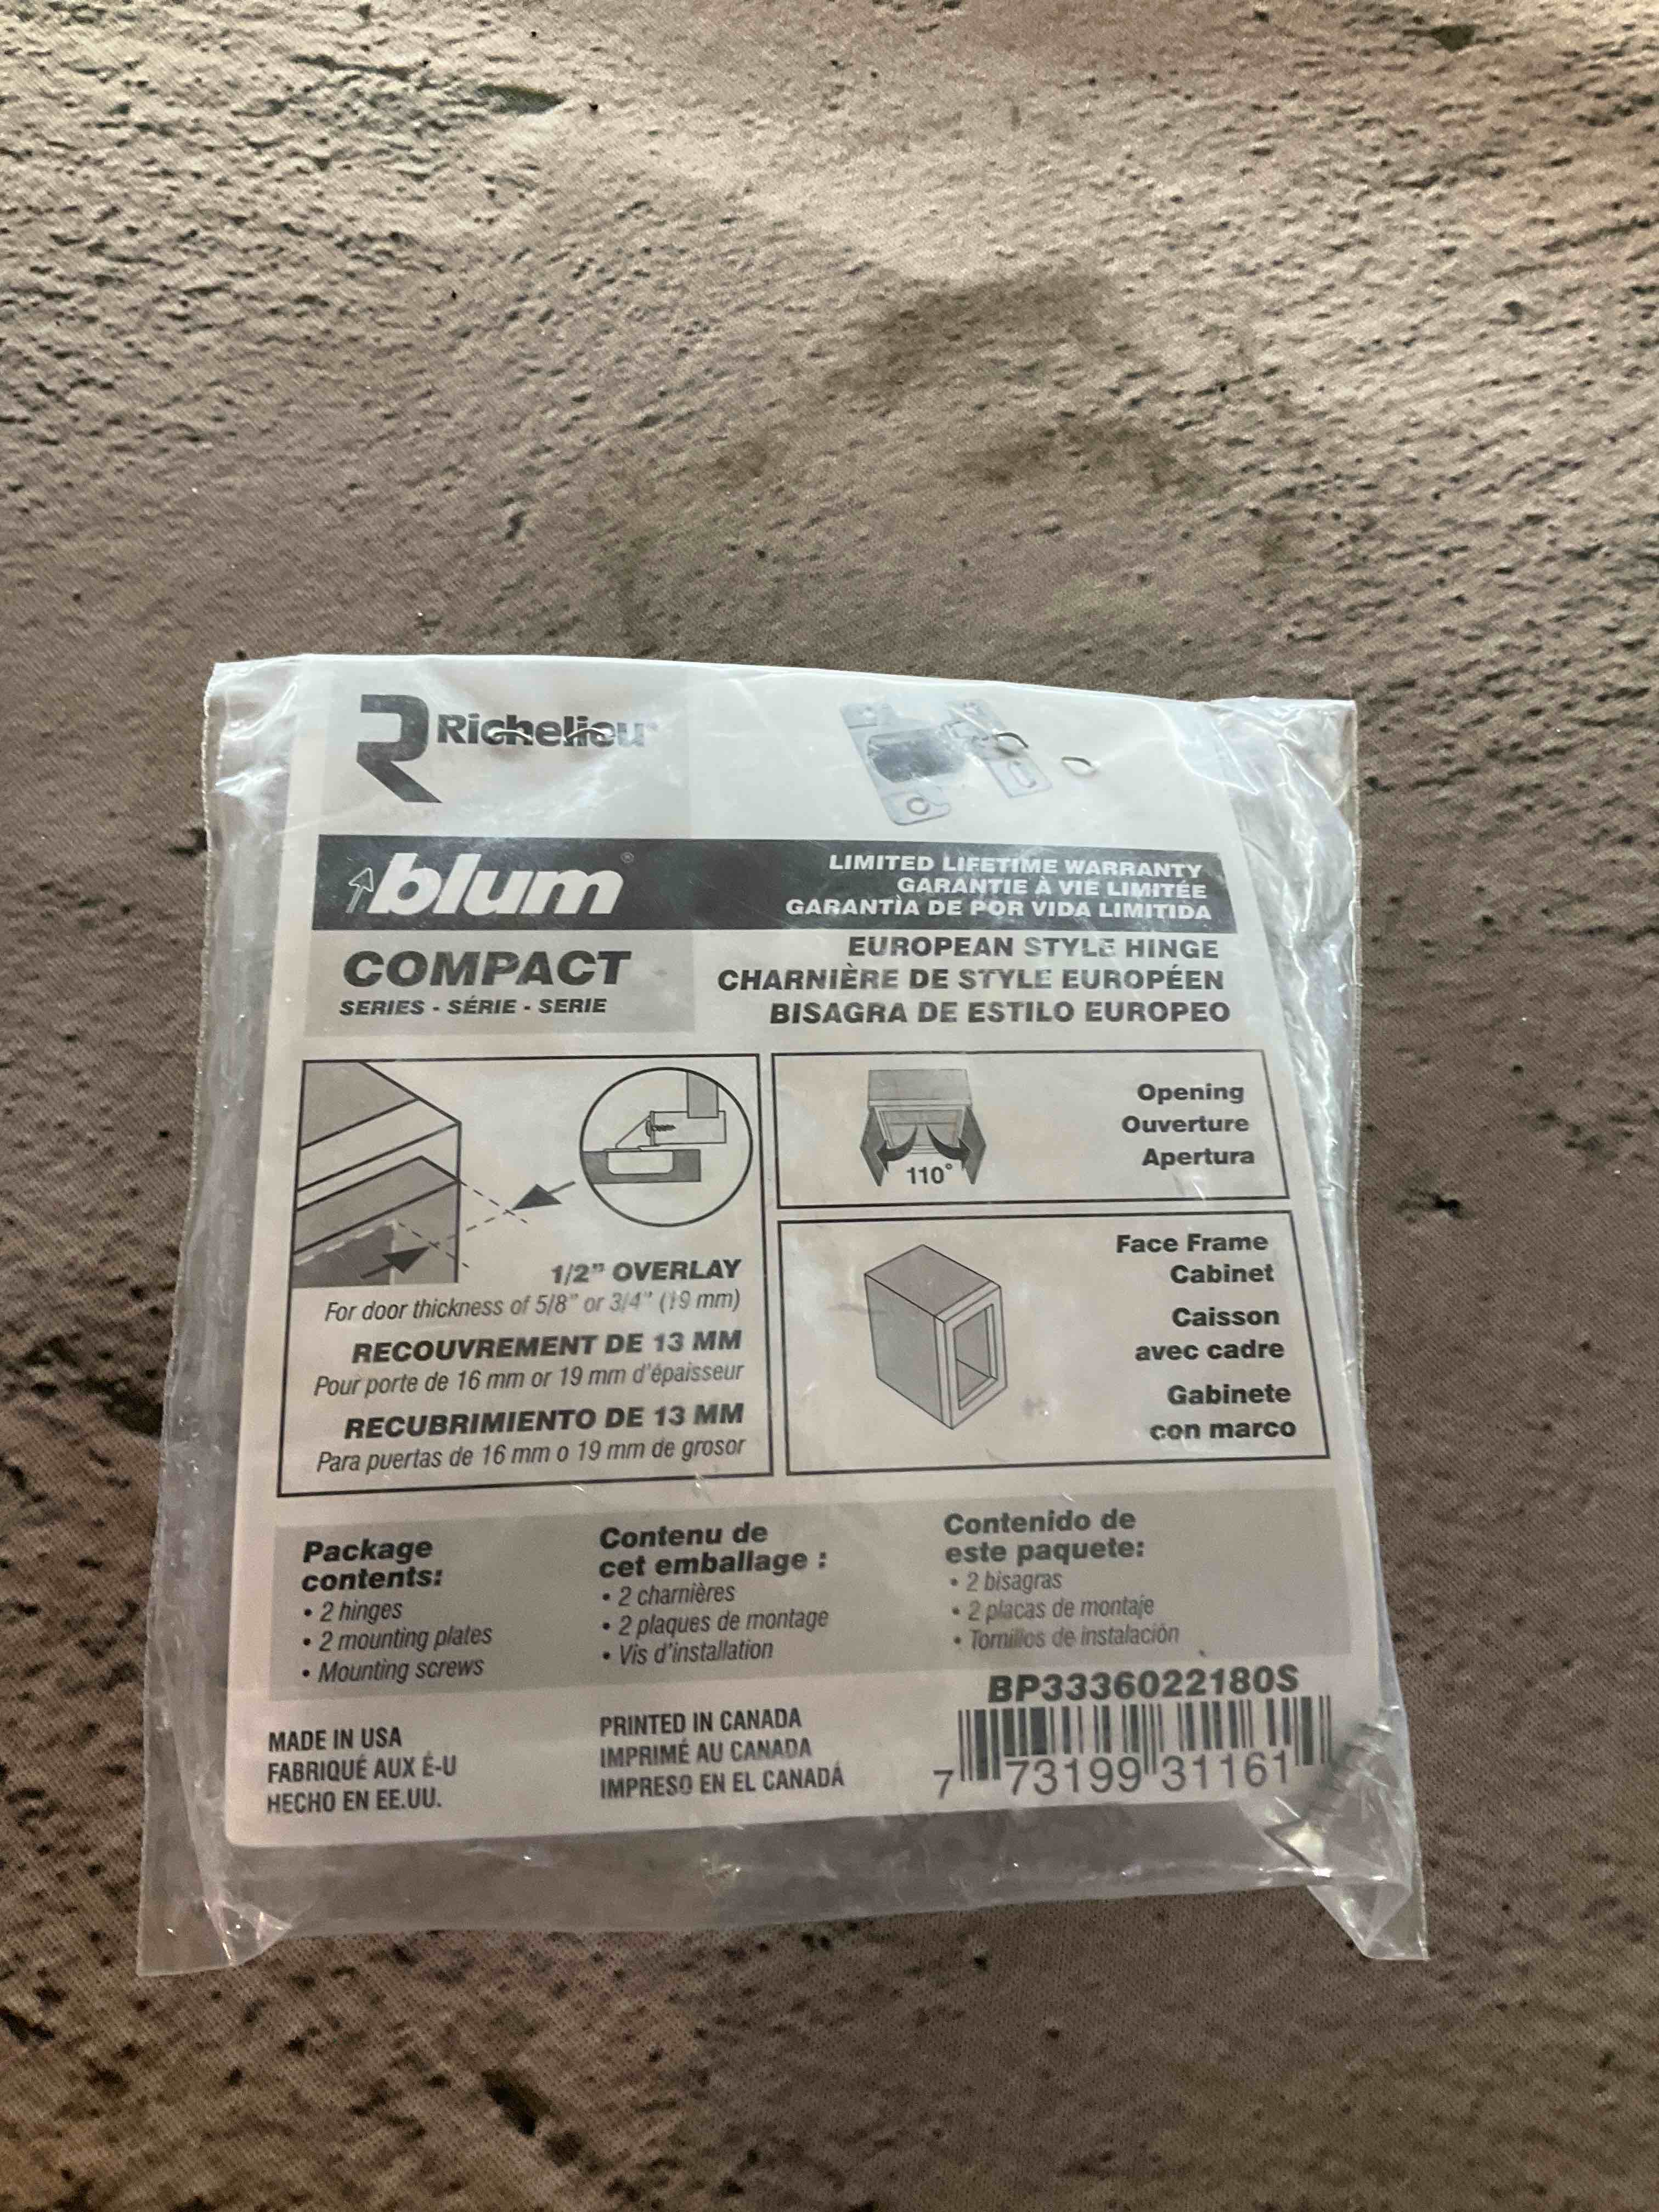 Richelieu
blum®
LIMITED LIFETIME WARRANTY
GARANTIE À VIE LIMITÉE
GARANTÌA DE POR VIDA LIMITIDA
COMPACT
SERIES - SÉRIE - SERIE
EUROPEAN STYLE HINGE
CHARNIÈRE DE STYLE EUROPÉEN
BISAGRA DE ESTILO EUROPEO
1/2" OVERLAY
For door thickness of 5/8" or 3/4" (19 mm)
RECOUVREMENT DE 13 MM
Pour porte de 16 mm or 19 mm d'épaisseur
RECUBRIMIENTO DE 13 MM
Para puertas de 16 mm o 19 mm de grosor
110°
Opening
Ouverture
Apertura
Face Frame
Cabinet
Caisson
avec cadre
Gabinete
con marco
Package
contents:
• 2 hinges
• 2 mounting plates
• Mounting screws
Contenu de
cet emballage :
• 2 charnières
• 2 plaques de montage
• Vis d'installation
Contenido de
este paquete:
• 2 bisagras
• 2 placas de montaje
• Tornillos de instalación
MADE IN USA
FABRIQUÉ AUX É-U
HECHO EN EE.UU.
PRINTED IN CANADA
IMPRIMÉ AU CANADA
IMPRESO EN EL CANADÁ
BP3336022180S
7 73199 31161